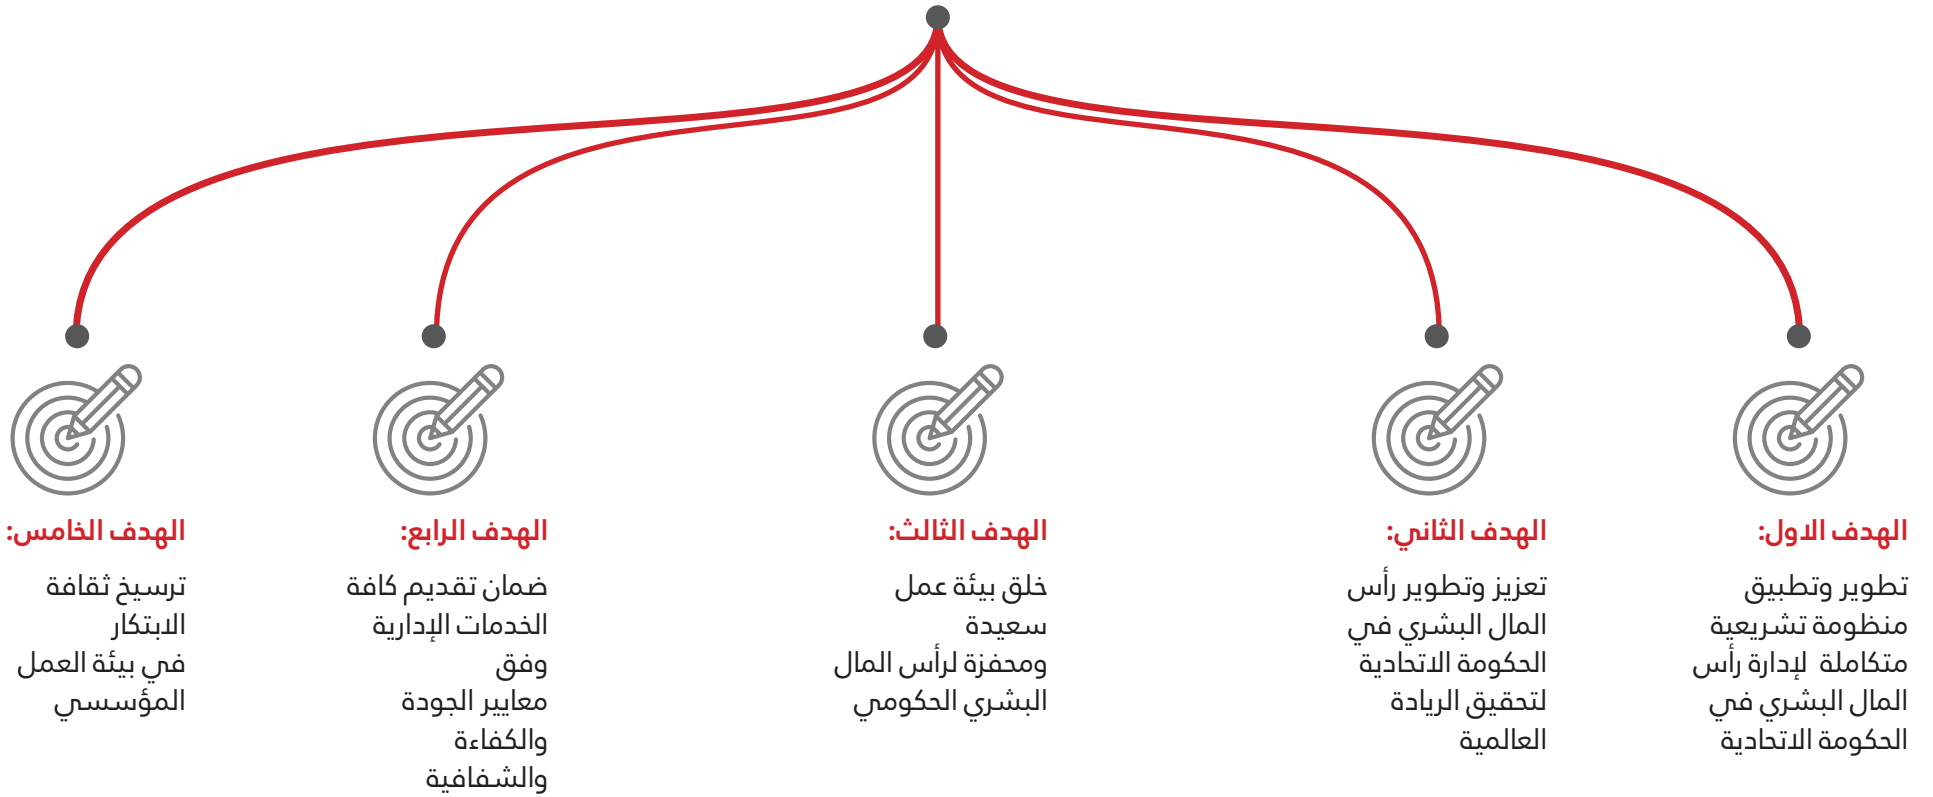 الهدف الاول:
تطوير وتطبيق
منظومة تشريعية
متكاملة لإدارة رأس
المال البشري في
الحكومة الاتحادية
الهدف الثاني:
تعزيز وتطوير رأس
المال البشري في
الحكومة الاتحادية
لتحقيق الريادة
العالمية
الهدف الثالث:
خلق بيئة عمل
سعيدة
ومحفزة لرأس المال
البشري الحكومي
الهدف الرابع:
ضمان تقديم كافة
الخدمات الإدارية
وفق
معايير الجودة
والكفاءة
والشفافية
الهدف الخامس:
ترسيخ ثقافة
الابتكار
في بيئة العمل
المؤسسي